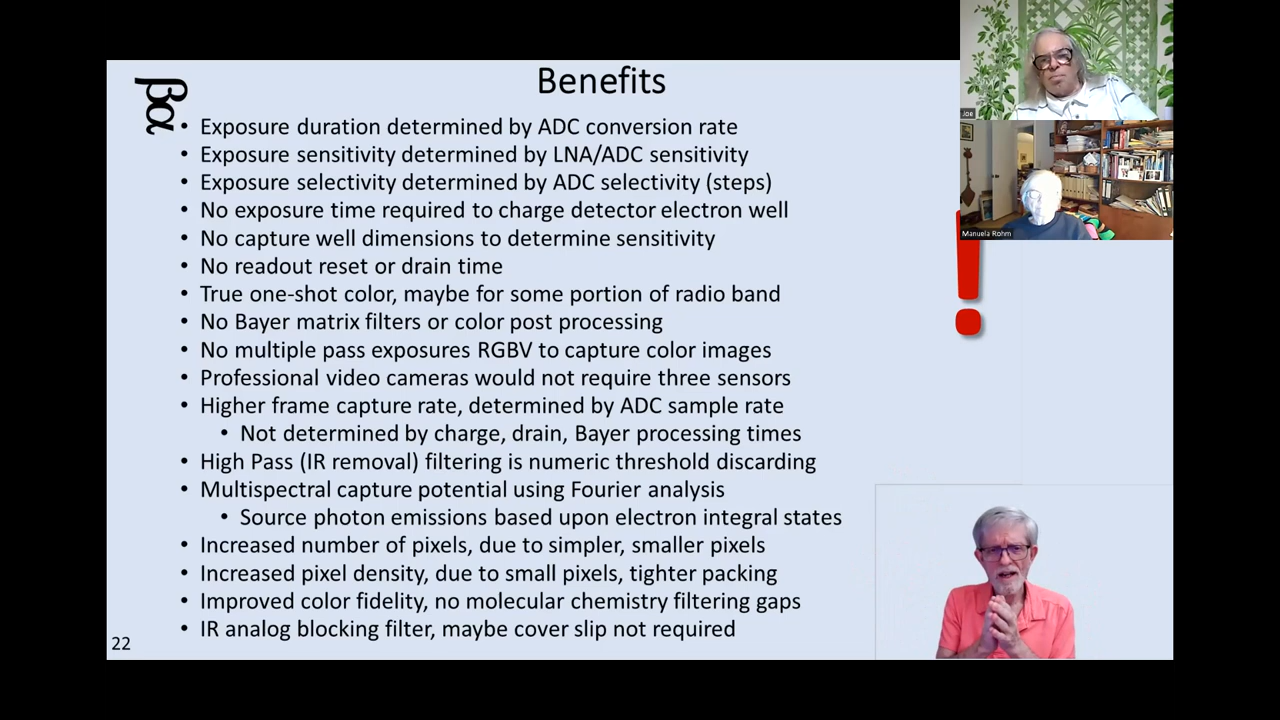 Benefits
βα
• Exposure duration determined by ADC conversion rate
• Exposure sensitivity determined by LNA/ADC sensitivity
• Exposure selectivity determined by ADC selectivity (steps)
• No exposure time required to charge detector electron well
• No capture well dimensions to determine sensitivity
• No readout reset or drain time
• True one-shot color, maybe for some portion of radio band
• No Bayer matrix filters or color post processing
• No multiple pass exposures RGBV to capture color images
• Professional video cameras would not require three sensors
• Higher frame capture rate, determined by ADC sample rate
• Not determined by charge, drain, Bayer processing times
• High Pass (IR removal) filtering is numeric threshold discarding
• Multispectral capture potential using Fourier analysis
• Source photon emissions based upon electron integral states
• Increased number of pixels, due to simpler, smaller pixels
• Increased pixel density, due to small pixels, tighter packing
• Improved color fidelity, no molecular chemistry filtering gaps
• IR analog blocking filter, maybe cover slip not required
22
!
Joe
Manuela Rohm